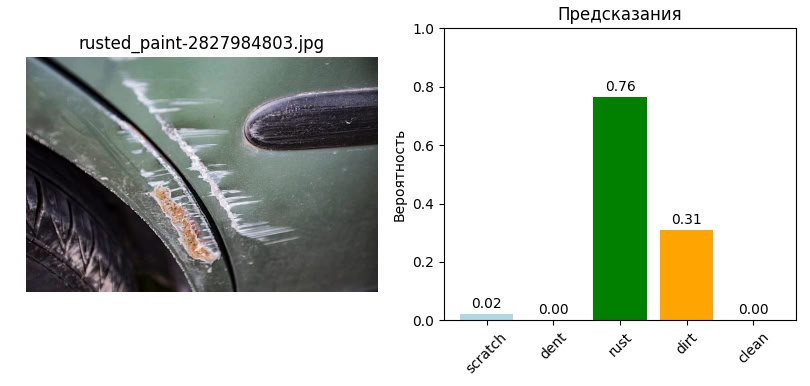 rusted_paint-2827984803.jpg
Предсказания
Вероятность
1.0
0.8
0.6
0.4
0.2
0.0
0.02
0.00
0.76
0.31
0.00
scratch
dent
rust
dirt
clean